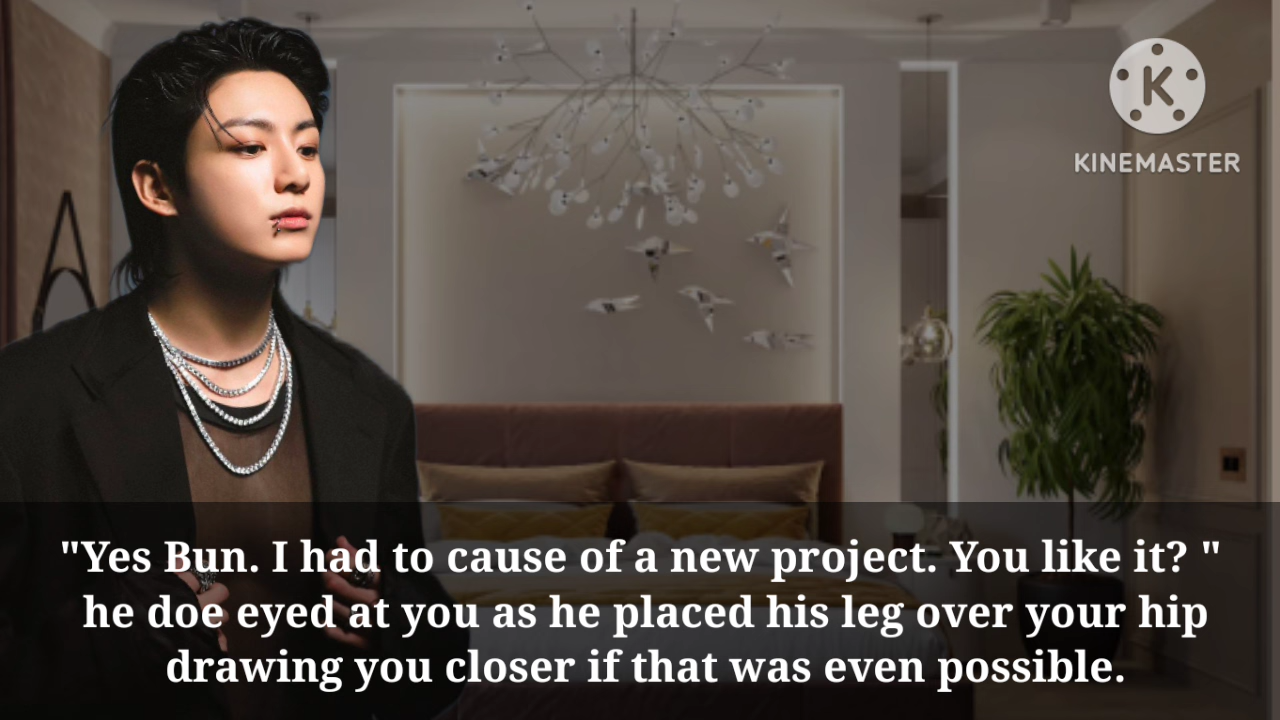 K
KINEMASTER
"Yes Bun. I had to cause of a new project. You like it? "
he doe eyed at you as he placed his leg over your hip
drawing you closer if that was even possible.